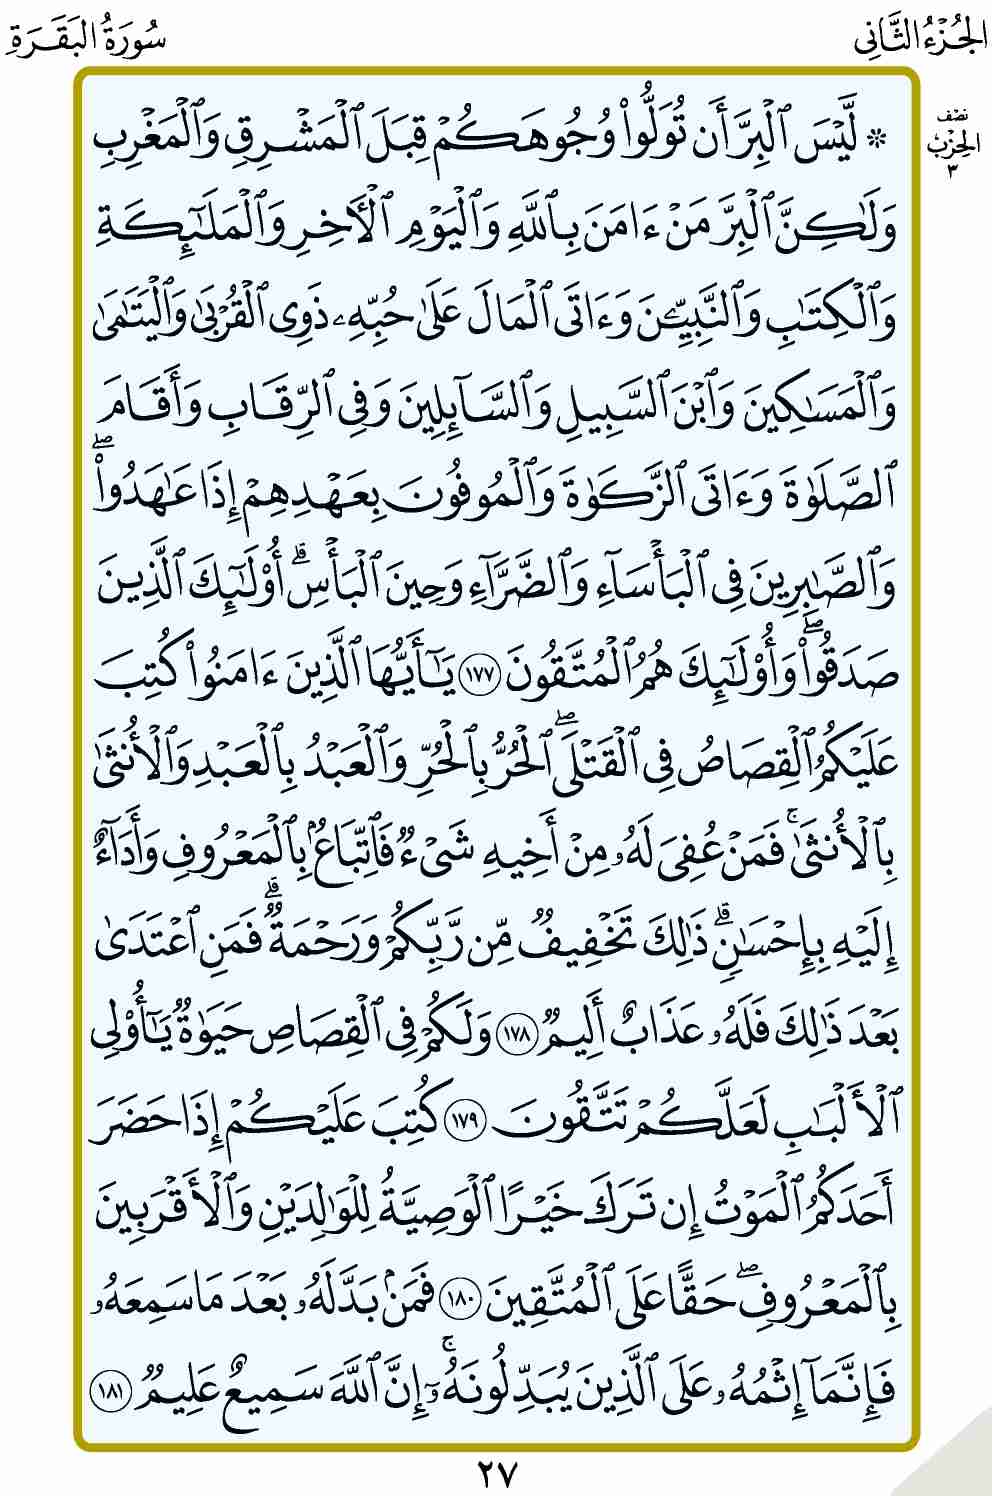 الجُزْءُ الثَّانِي
سُورَةُ البَقَرَةِ
نصْف
الحِزْب
٣
* لَّيْسَ ٱلْبِرَّ أَن تُوَلُّوا۟ وُجُوهَكُمْ قِبَلَ ٱلْمَشْرِقِ وَٱلْمَغْرِبِ
وَلَٰكِنَّ ٱلْبِرَّ مَنْ ءَامَنَ بِٱللَّهِ وَٱلْيَوْمِ ٱلْأَخِرِ وَٱلْمَلَٰٓئِكَةِ
وَٱلْكِتَٰبِ وَٱلنَّبِيِّۦنَ وَءَاتَى ٱلْمَالَ عَلَىٰ حُبِّهِۦ ذَوِى ٱلْقُرْبَىٰ وَٱلْيَتَٰمَىٰ
وَٱلْمَسَٰكِينَ وَٱبْنَ ٱلسَّبِيلِ وَٱلسَّآئِلِينَ وَفِى ٱلرِّقَابِ وَأَقَامَ
ٱلصَّلَوٰةَ وَءَاتَى ٱلزَّكَوٰةَ وَٱلْمُوفُونَ بِعَهْدِهِمْ إِذَا عَٰهَدُوا۟ۖ
وَٱلصَّٰبِرِينَ فِى ٱلْبَأْسَآءِ وَٱلضَّرَّآءِ وَحِينَ ٱلْبَأْسِۗ أُو۟لَٰٓئِكَ ٱلَّذِينَ
صَدَقُوا۟ۖ وَأُو۟لَٰٓئِكَ هُمُ ٱلْمُتَّقُونَ ١٧٧ يَٰٓأَيُّهَا ٱلَّذِينَ ءَامَنُوا۟ كُتِبَ
عَلَيْكُمُ ٱلْقِصَاصُ فِى ٱلْقَتْلَىۖ ٱلْحُرُّ بِٱلْحُرِّ وَٱلْعَبْدُ بِٱلْعَبْدِ وَٱلْأُنثَىٰ
بِٱلْأُنثَىٰۚ فَمَنْ عُفِىَ لَهُۥ مِنْ أَخِيهِ شَىْءٌ فَٱتِّبَاعٌۢ بِٱلْمَعْرُوفِ وَأَدَآءٌ
إِلَيْهِ بِإِحْسَٰنٍۗ ذَٰلِكَ تَخْفِيفٌ مِّن رَّبِّكُمْ وَرَحْمَةٌۗ فَمَنِ ٱعْتَدَىٰ
بَعْدَ ذَٰلِكَ فَلَهُۥ عَذَابٌ أَلِيمٌ ١٧٨ وَلَكُمْ فِى ٱلْقِصَاصِ حَيَوٰةٌ يَٰٓأُو۟لِى
ٱلْأَلْبَٰبِ لَعَلَّكُمْ تَتَّقُونَ ١٧٩ كُتِبَ عَلَيْكُمْ إِذَا حَضَرَ
أَحَدَكُمُ ٱلْمَوْتُ إِن تَرَكَ خَيْرًا ٱلْوَصِيَّةُ لِلْوَٰلِدَيْنِ وَٱلْأَقْرَبِينَ
بِٱلْمَعْرُوفِۖ حَقًّا عَلَى ٱلْمُتَّقِينَ ١٨٠ فَمَنۢ بَدَّلَهُۥ بَعْدَ مَا سَمِعَهُۥ
فَإِنَّمَآ إِثْمُهُۥ عَلَى ٱلَّذِينَ يُبَدِّلُونَهُۥٓۚ إِنَّ ٱللَّهَ سَمِيعٌ عَلِيمٌ ١٨١
٢٧